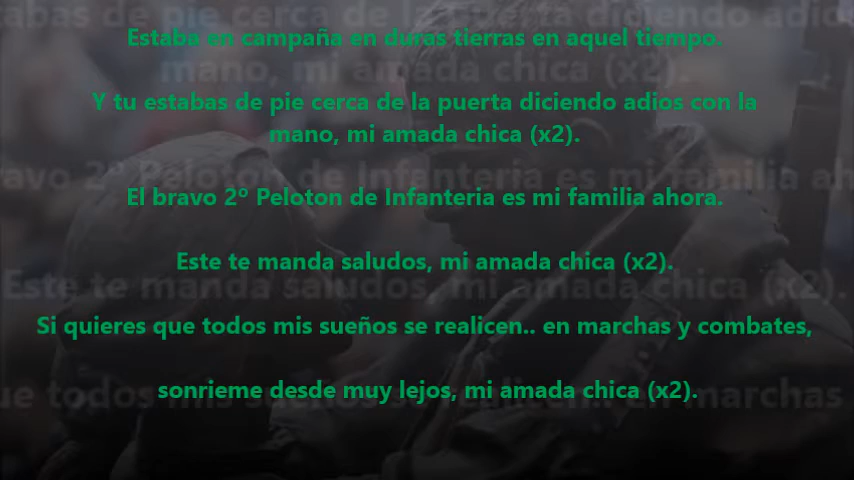 Estaba en campaña en duras tierras en aquel tiempo.
Y tu estabas de pie cerca de la puerta diciendo adios con la
mano, mi amada chica (x2).
El bravo 2º Peloton de Infanteria es mi familia ahora.
Este te manda saludos, mi amada chica (x2).
Si quieres que todos mis sueños se realicen.. en marchas y combates,
sonrieme desde muy lejos, mi amada chica (x2).